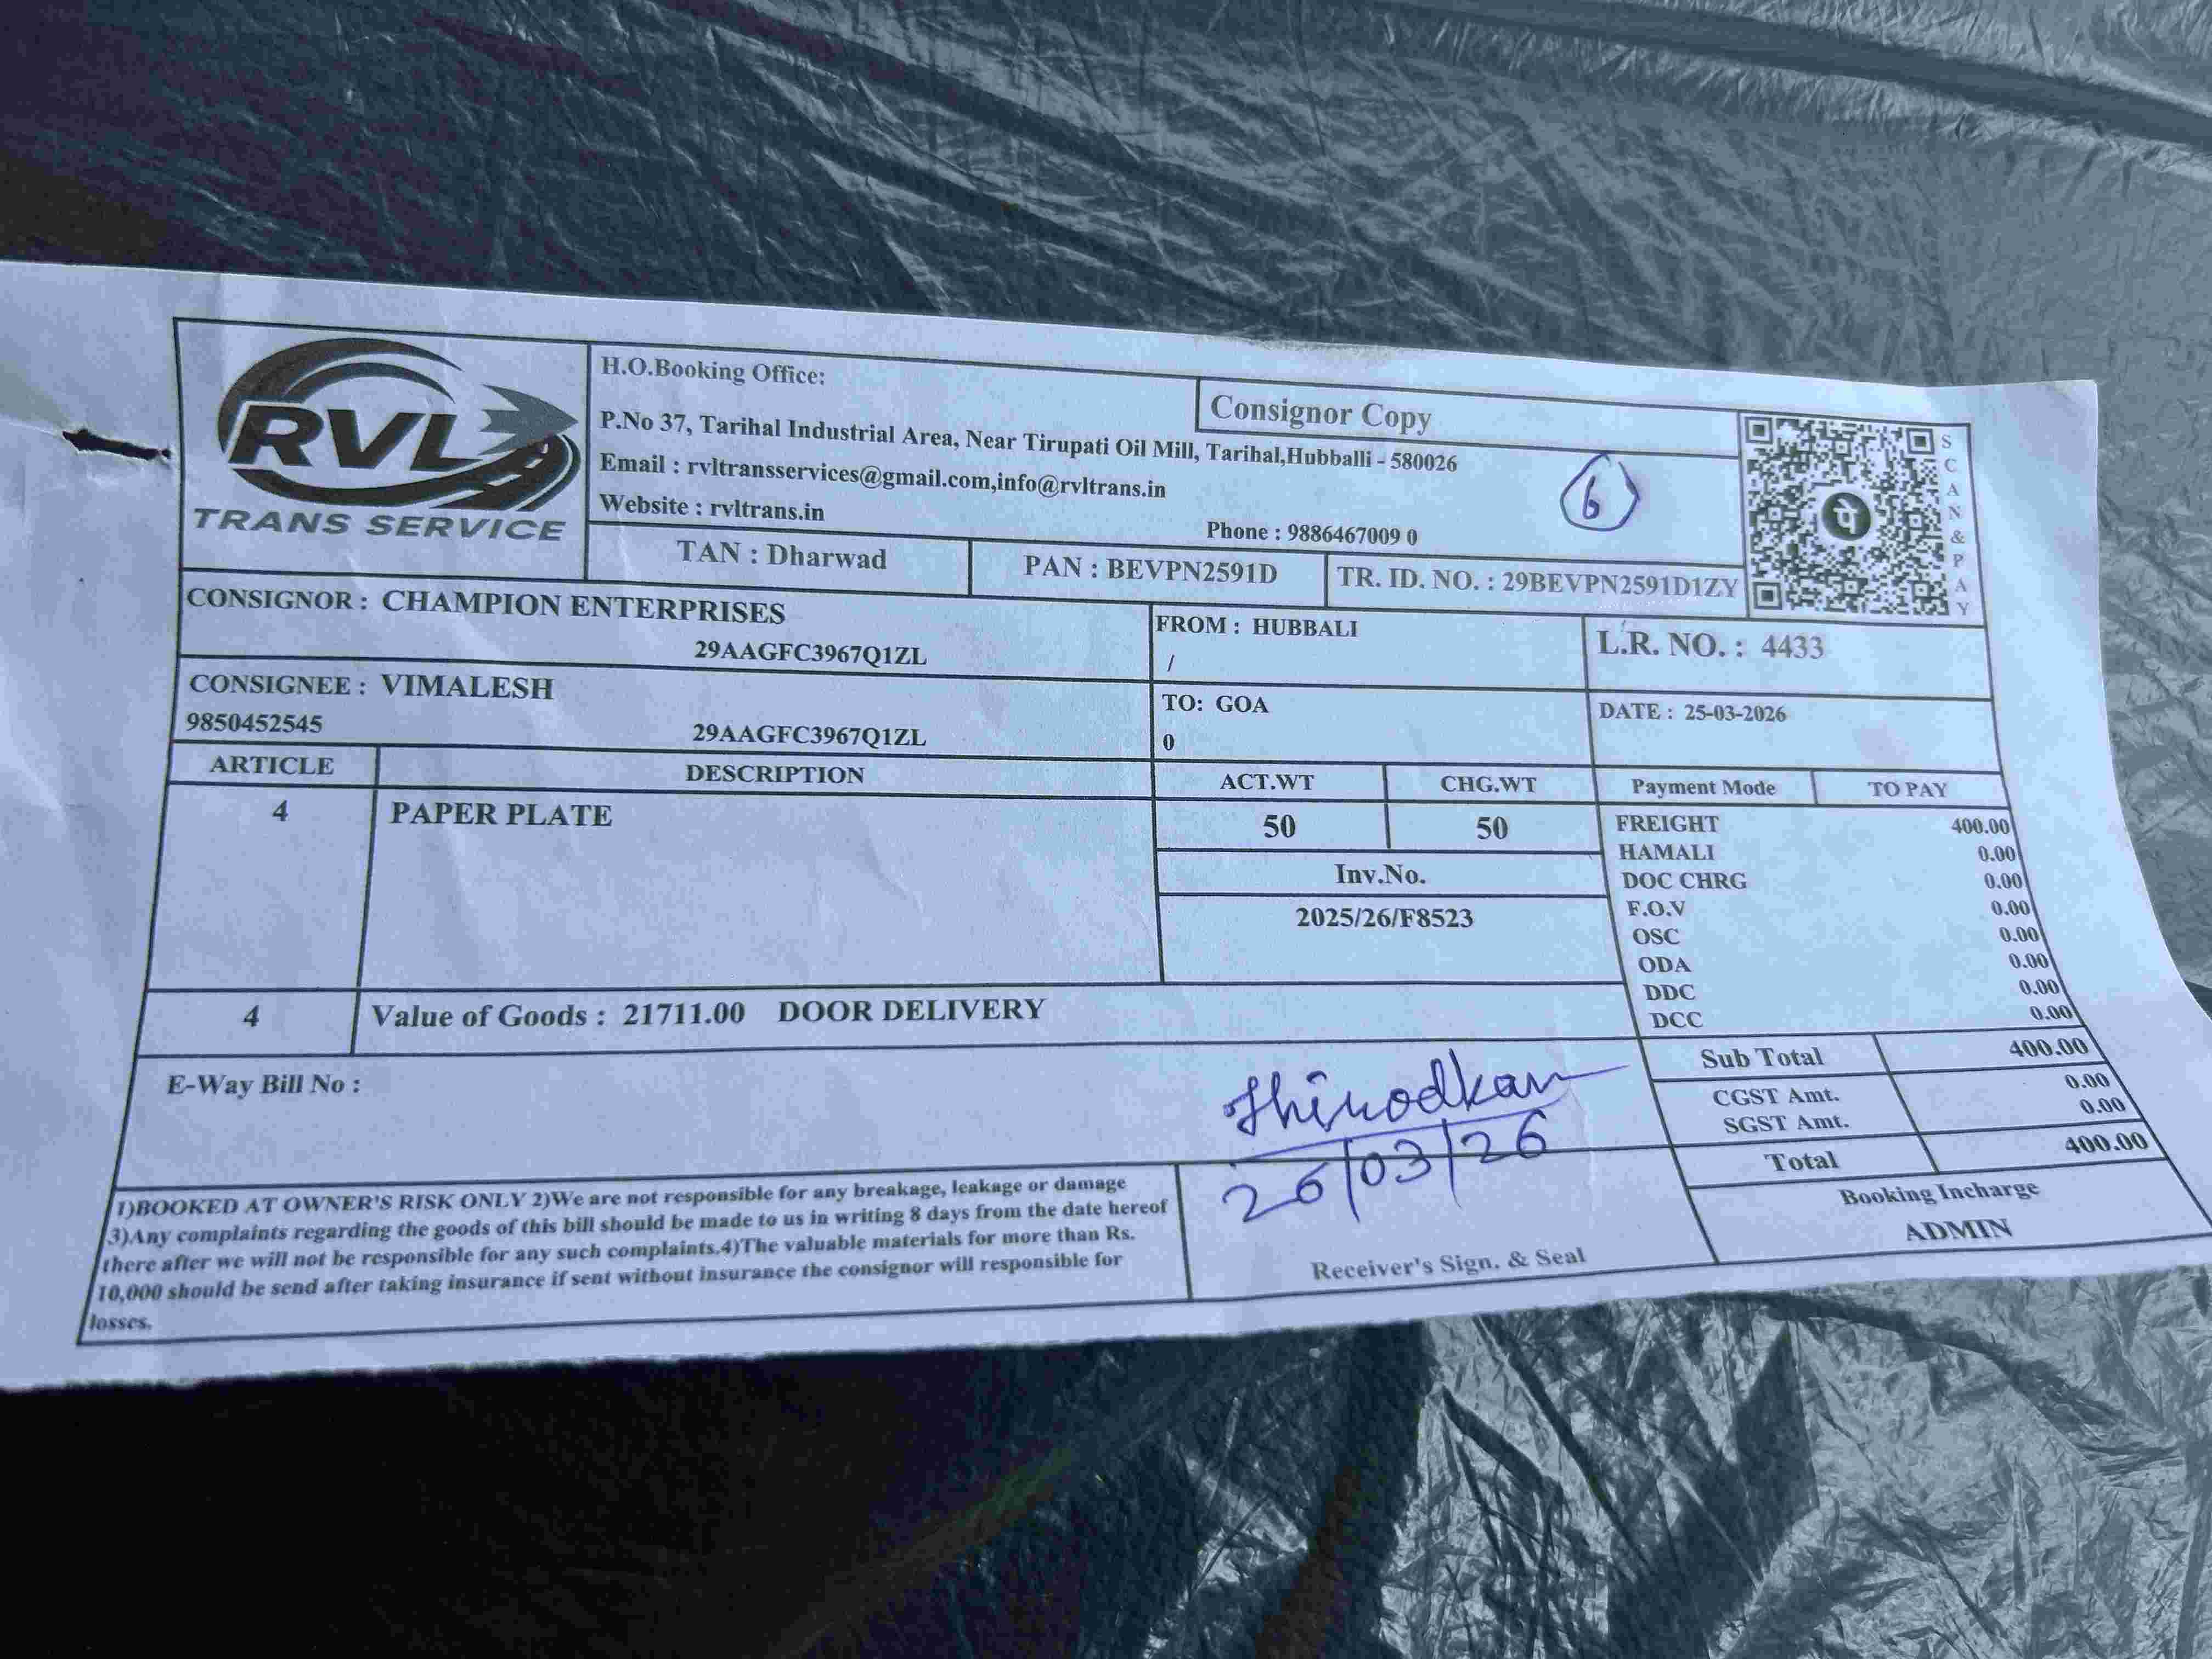 RVL
TRANS SERVICE
H.O.Booking Office:
Consignor Copy
P.No 37, Tarihal Industrial Area, Near Tirupati Oil Mill, Tarihal,Hubballi - 580026
Email : rvltransservices@gmail.com,info@rvltrans.in
Website : rvltrans.in
Phone : 9886467009 0
6
SCAN & PAY
पे
TAN : Dharwad
PAN : BEVPN2591D
TR. ID. NO. : 29BEVPN2591D1ZY
CONSIGNOR : CHAMPION ENTERPRISES
29AAGFC3967Q1ZL
FROM : HUBBALI
/
L.R. NO. : 4433
CONSIGNEE : VIMALESH
9850452545 29AAGFC3967Q1ZL
TO: GOA
0
DATE : 25-03-2026
ARTICLE DESCRIPTION ACT.WT CHG.WT Payment Mode TO PAY
4 PAPER PLATE 50 50
Inv.No.
2025/26/F8523
FREIGHT 400.00
HAMALI 0.00
DOC CHRG 0.00
F.O.V 0.00
OSC 0.00
ODA 0.00
DDC 0.00
DCC 0.00
4 Value of Goods : 21711.00 DOOR DELIVERY
Sub Total 400.00
CGST Amt. 0.00
SGST Amt. 0.00
Total 400.00
E-Way Bill No :
Shirodkar
26/03/26
Receiver's Sign. & Seal
Booking Incharge
ADMIN
1)BOOKED AT OWNER'S RISK ONLY 2)We are not responsible for any breakage, leakage or damage
3)Any complaints regarding the goods of this bill should be made to us in writing 8 days from the date hereof
there after we will not be responsible for any such complaints.4)The valuable materials for more than Rs.
10,000 should be send after taking insurance if sent without insurance the consignor will responsible for
losses.